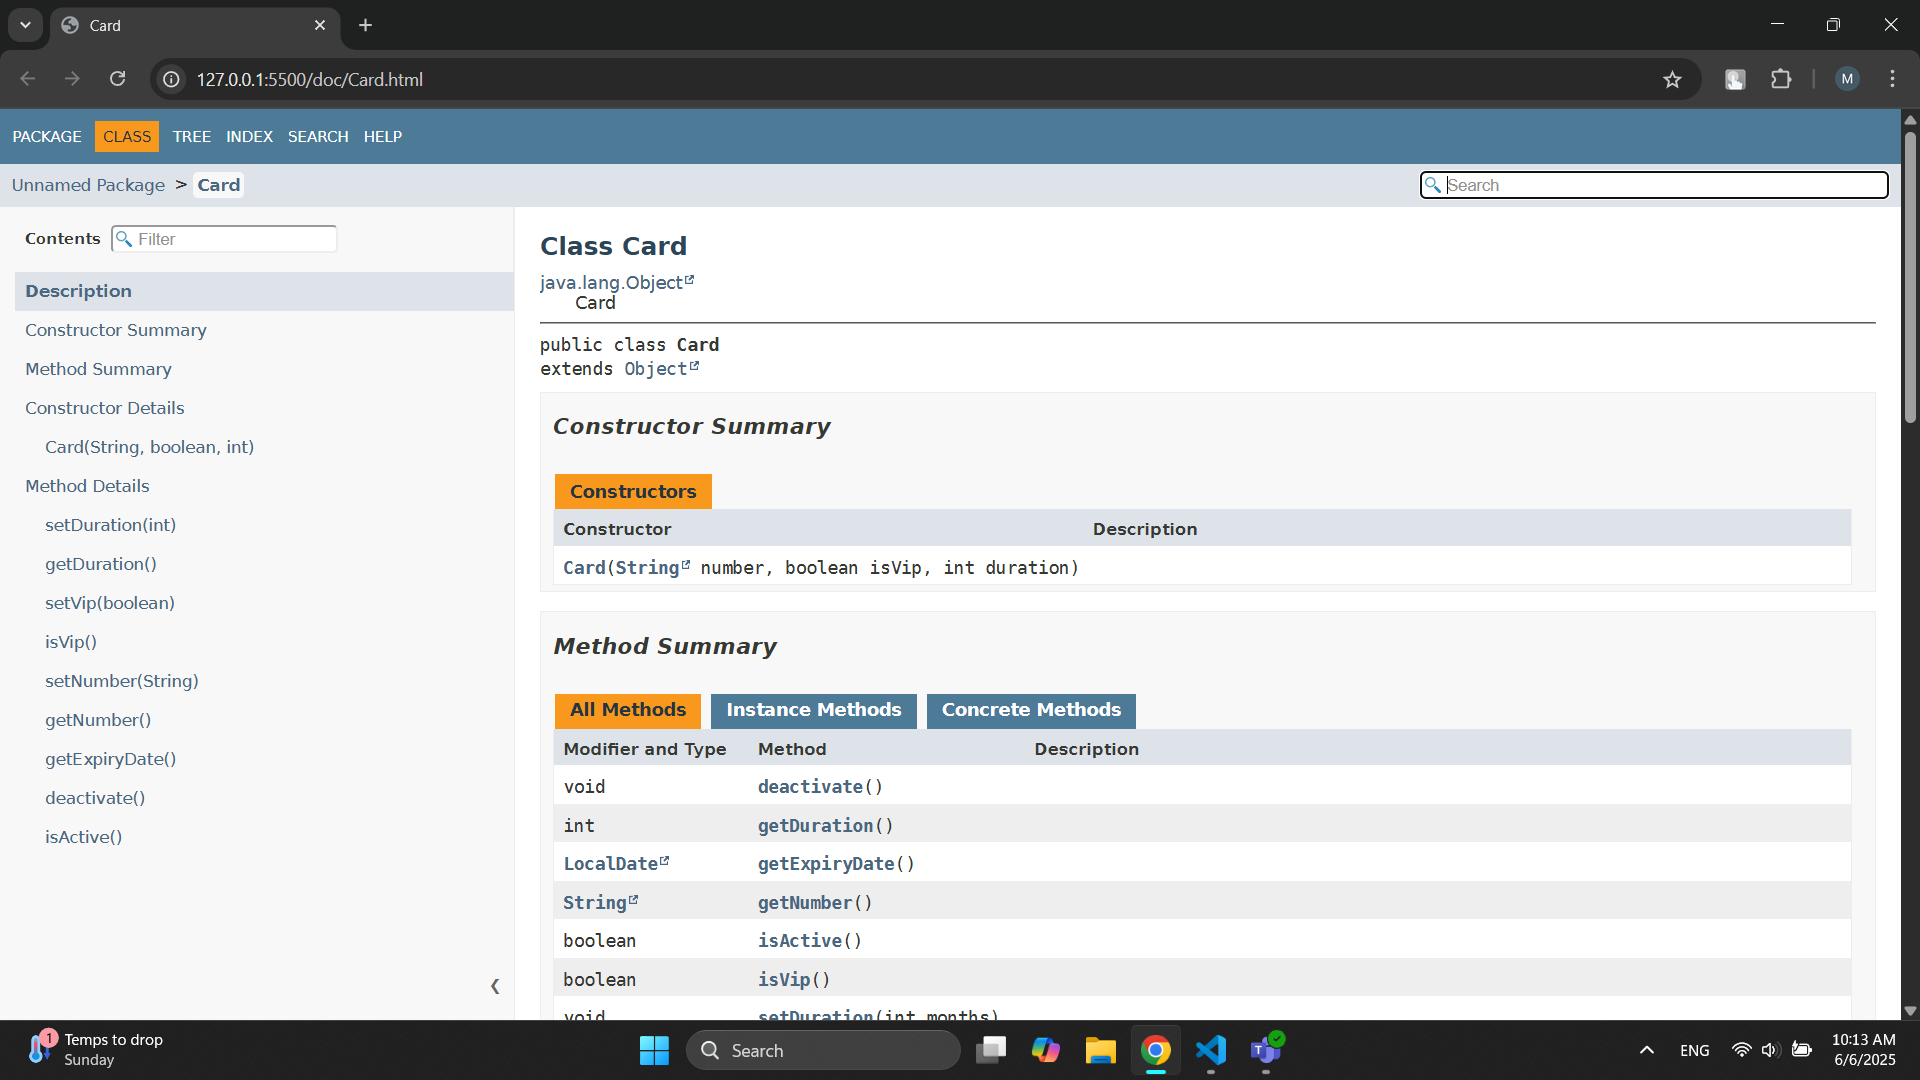 Card
127.0.0.1:5500/doc/Card.html
M
PACKAGE CLASS TREE INDEX SEARCH HELP
Unnamed Package > Card
Search
Contents
Filter
Description
Constructor Summary
Method Summary
Constructor Details
Card(String, boolean, int)
Method Details
setDuration(int)
getDuration()
setVip(boolean)
isVip()
setNumber(String)
getNumber()
getExpiryDate()
deactivate()
isActive()
Class Card
java.lang.Object
Card
public class Card
extends Object
Constructor Summary
Constructors
Constructor Description
Card(String number, boolean isVip, int duration)
Method Summary
All Methods Instance Methods Concrete Methods
Modifier and Type Method Description
void deactivate()
int getDuration()
LocalDate getExpiryDate()
String getNumber()
boolean isActive()
boolean isVip()
void setDuration(int months)
1
Temps to drop
Sunday
Search
T
ENG
10:13 AM
6/6/2025